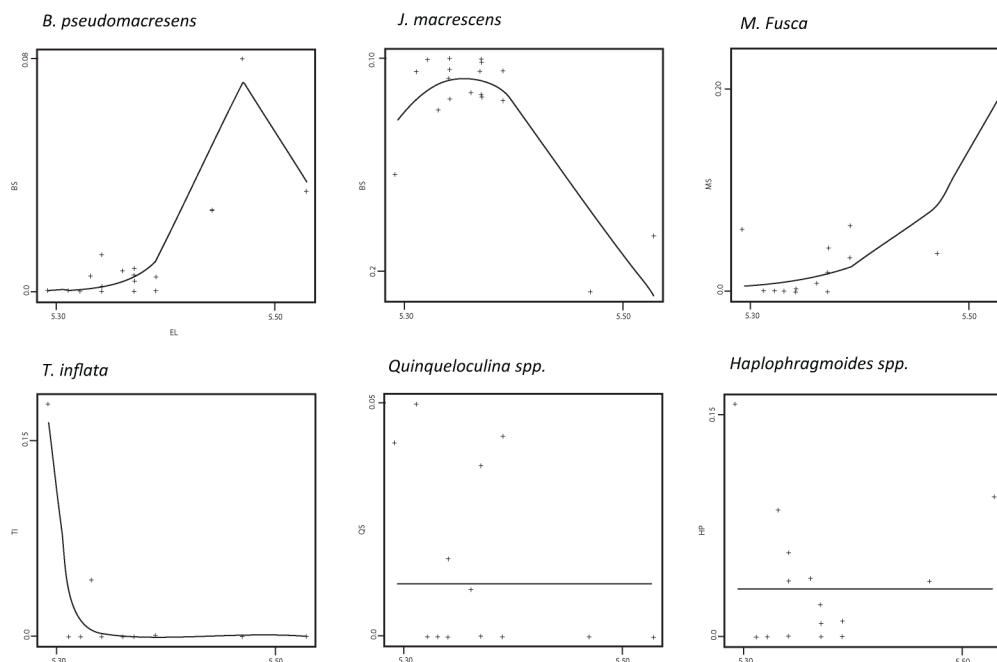 B. pseudomacresens
J. macrescens
M. Fusca
0.08
BS
0.0
5.30
5.50
EL
0.10
BS
0.2
5.30
5.50
0.20
MS
0.0
5.30
5.50
T. inflata
Quinqueloculina spp.
Haplophragmoides spp.
0.15
TI
0.0
5.30
5.50
0.05
QS
0.0
5.30
5.50
0.15
HP
0.0
5.30
5.50